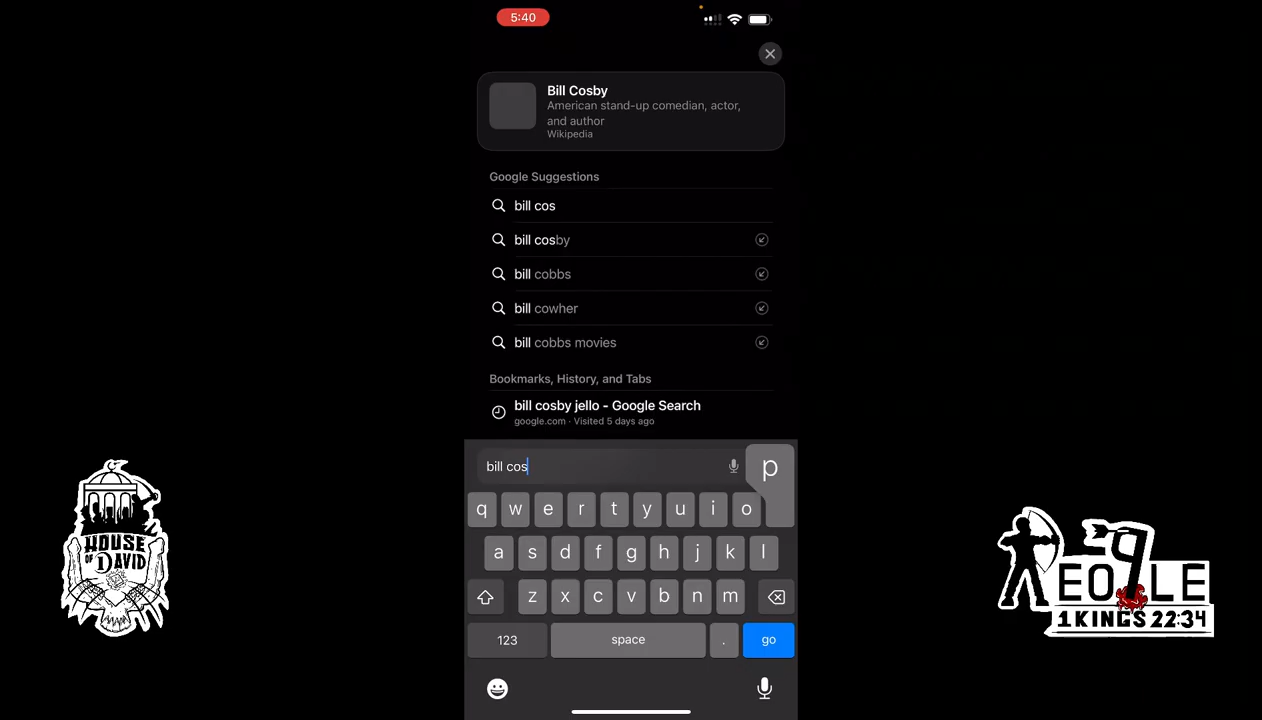 5:40
Bill Cosby
American stand-up comedian, actor,
and author
Wikipedia
Google Suggestions
bill cos
bill cosby
bill cobbs
bill cowher
bill cobbs movies
Bookmarks, History, and Tabs
bill cosby jello - Google Search
google.com · Visited 5 days ago
bill cos
p
q w e r t y u i o
a s d f g h j k l
z x c v b n m
123 space . go
HOUSE
OF DAVID
PEOPLE
1 KINGS 22:34